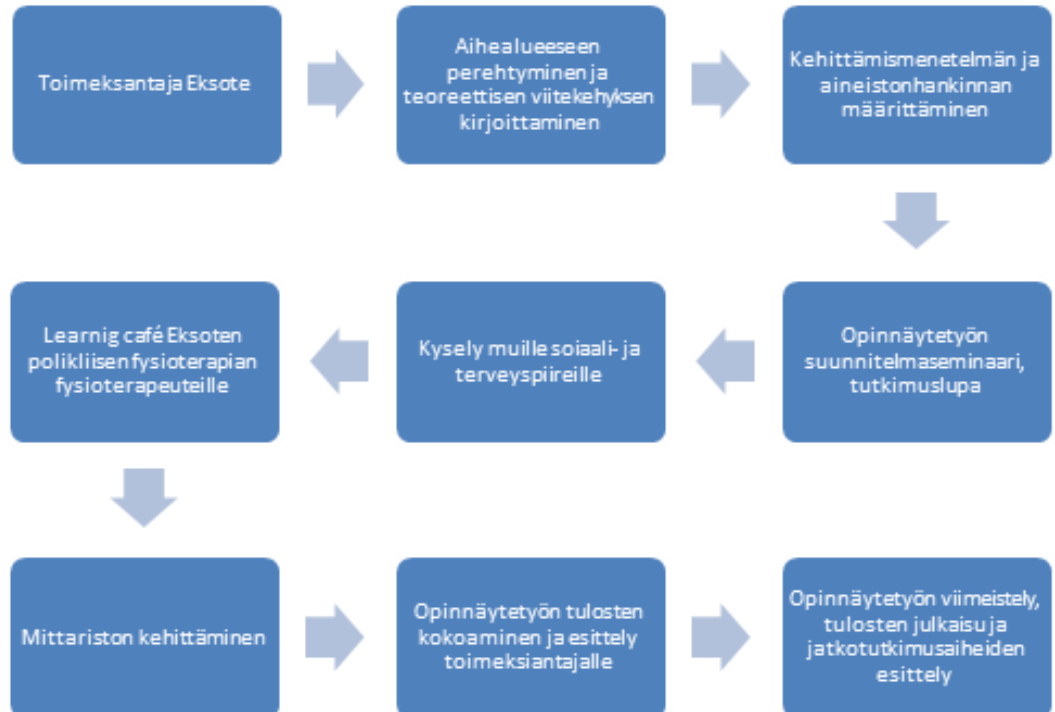 Toimeksantaja Eksote
Aihealueeseen
perehtyminen ja
teoreettisen viitekehyksen
kirjoittaminen
Kehittämismenetelmän ja
aineistonhankinnan
määrittäminen
Opinnäytetyön
suunnitelmaseminaari,
tutkimuslupa
Kysely muille soiaali- ja
terveyspiireille
Learnig café Eksoten
polikliisen fysioterapian
fysioterapeuteille
Mittariston kehittäminen
Opinnäytetyön tulosten
kokoaminen ja esittely
toimeksiantajalle
Opinnäytetyön viimeistely,
tulosten julkaisu ja
jatkotutkimusaiheiden
esittely